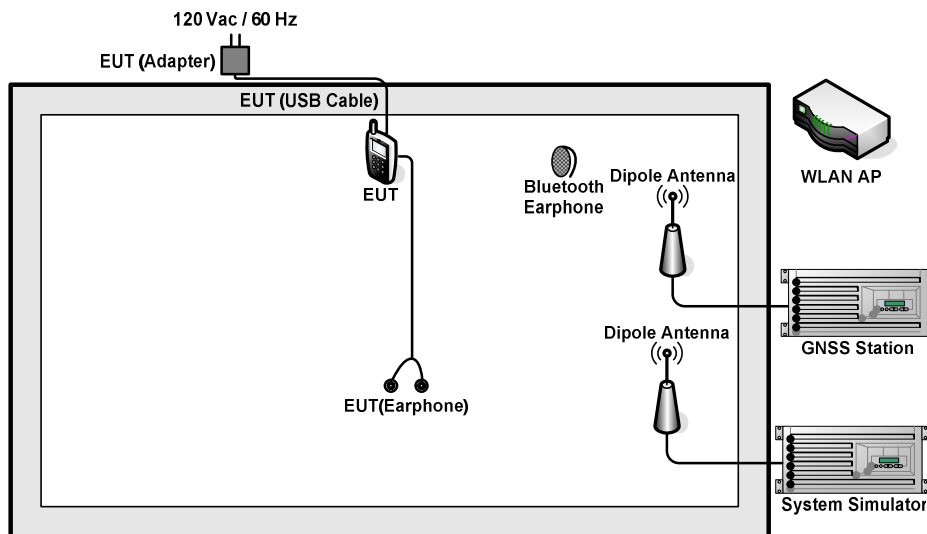 120 Vac / 60 Hz
EUT (Adapter)
EUT (USB Cable)
EUT
Bluetooth
Earphone
Dipole Antenna
WLAN AP
GNSS Station
Dipole Antenna
EUT(Earphone)
System Simulator